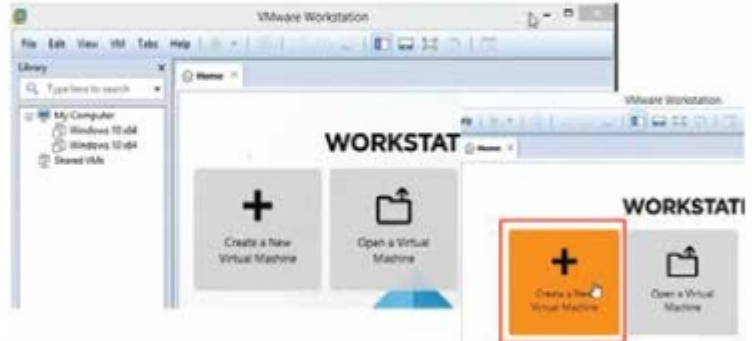 VMware Workstation
File Edit View VM Tabs Help
Library x
Type here to search
Home x
My Computer
Windows 10 x64
Windows 10 x64
Shared VMs
WORKSTAT
Create a New
Virtual Machine
Open a Virtual
Machine
VMware Workstation
Home x
WORKSTATI
Create a New
Virtual Machine
Open a Virtual
Machine